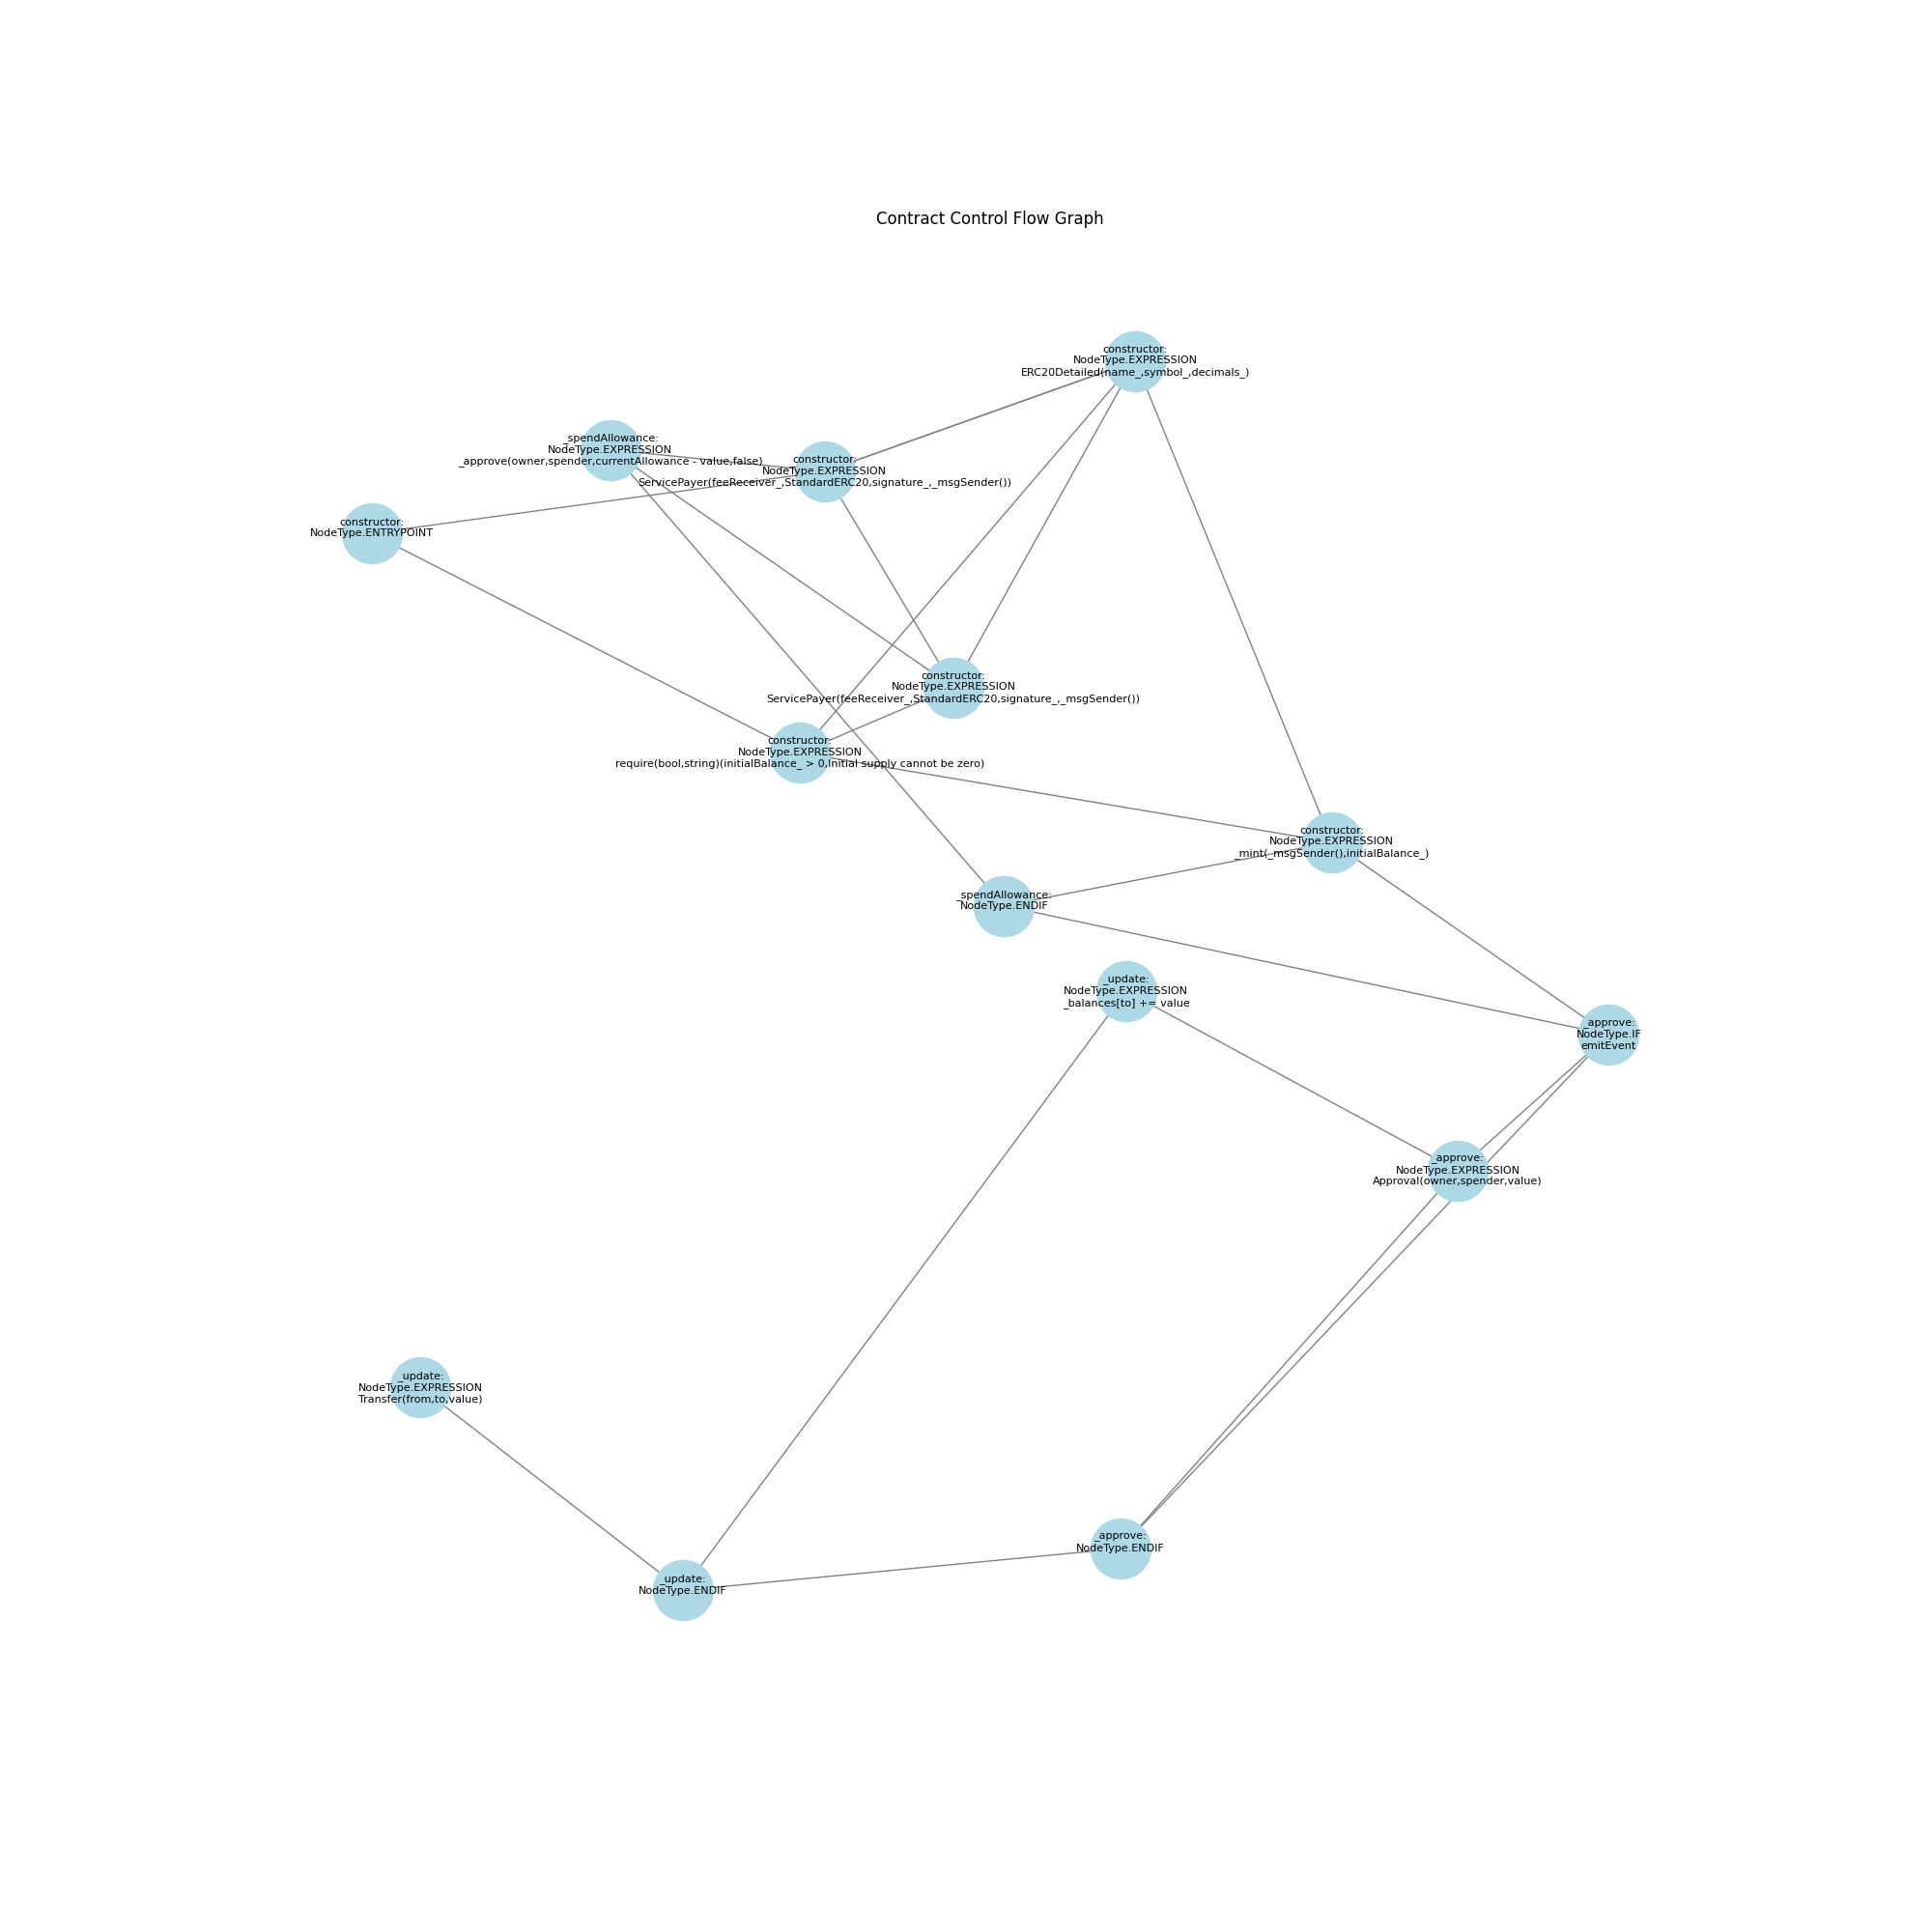 Contract Control Flow Graph
constructor:
NodeType.EXPRESSION
ERC20Detailed(name_,symbol_,decimals_)
_spendAllowance:
NodeType.EXPRESSION
_approve(owner,spender,currentAllowance - value,false)
constructor:
NodeType.EXPRESSION
ServicePayer(feeReceiver_,StandardERC20,signature_,_msgSender())
constructor:
NodeType.ENTRYPOINT
constructor:
NodeType.EXPRESSION
ServicePayer(feeReceiver_,StandardERC20,signature_,_msgSender())
constructor:
NodeType.EXPRESSION
require(bool,string)(initialBalance_ > 0,Initial supply cannot be zero)
constructor:
NodeType.EXPRESSION
_mint(_msgSender(),initialBalance_)
_spendAllowance:
NodeType.ENDIF
_update:
NodeType.EXPRESSION
_balances[to] += value
_approve:
NodeType.IF
emitEvent
_approve:
NodeType.EXPRESSION
Approval(owner,spender,value)
_update:
NodeType.EXPRESSION
Transfer(from,to,value)
_approve:
NodeType.ENDIF
_update:
NodeType.ENDIF